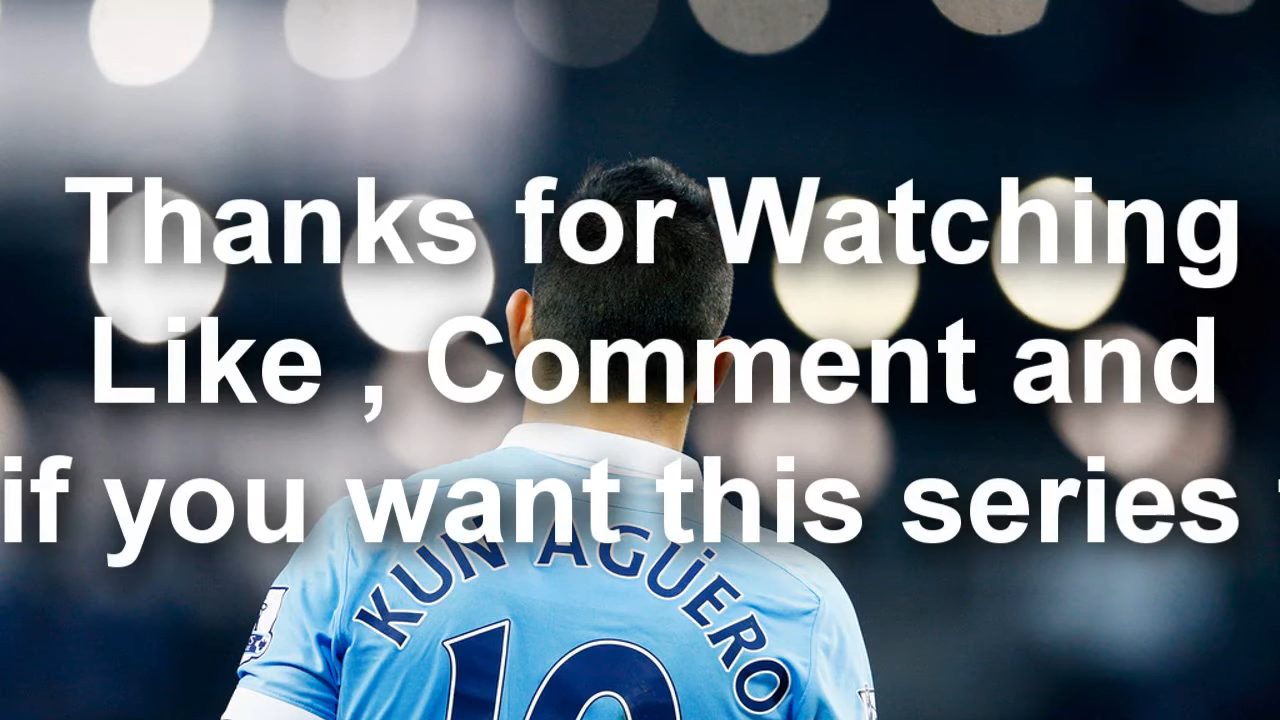 Thanks for Watching
Like , Comment and
if you want this series
KUN AGÜERO
10